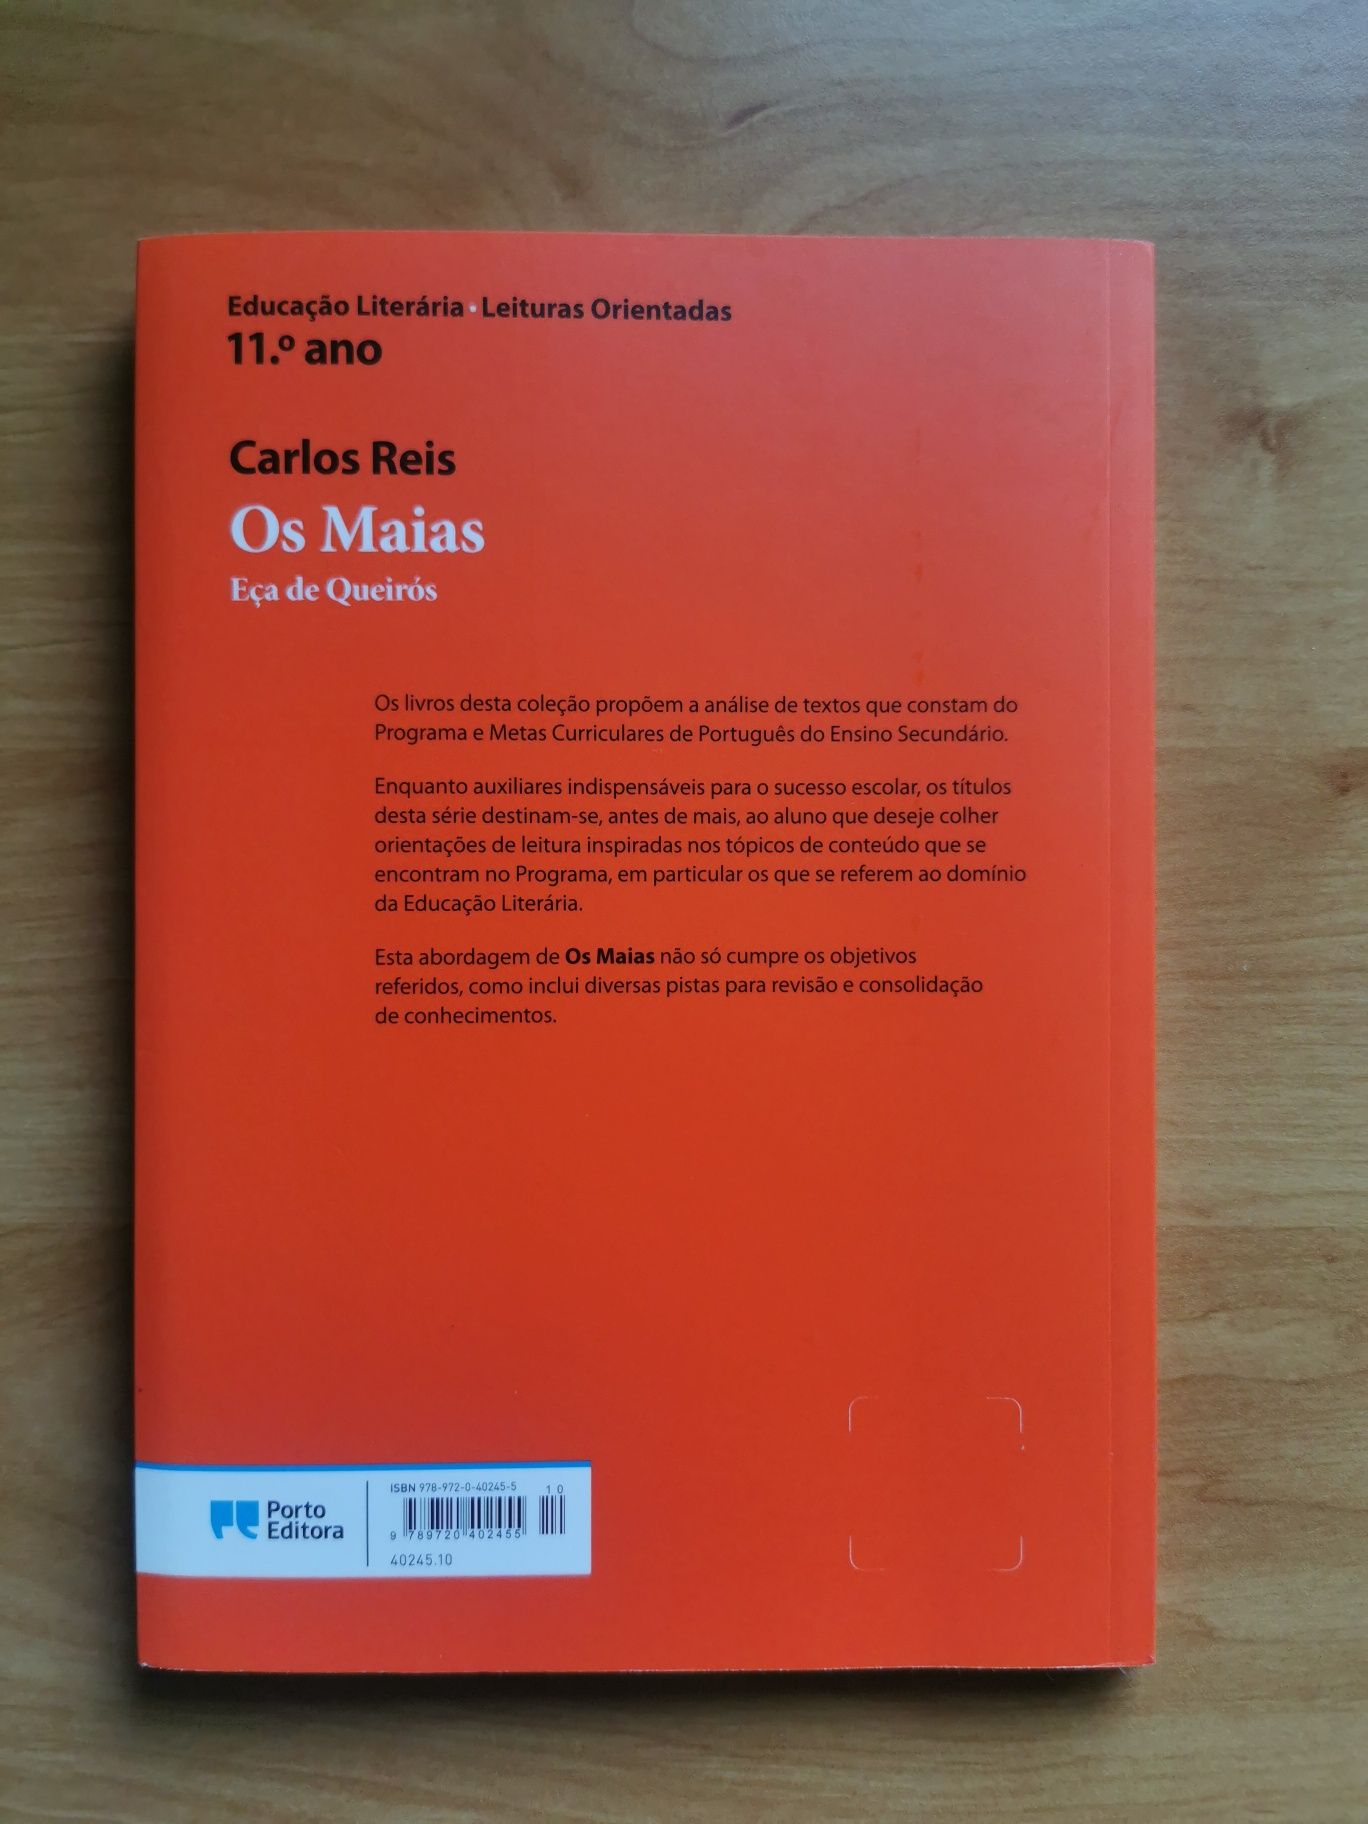 Educação Literária • Leituras Orientadas
11.º ano
Carlos Reis
Os Maias
Eça de Queirós
Os livros desta coleção propõem a análise de textos que constam do
Programa e Metas Curriculares de Português do Ensino Secundário.
Enquanto auxiliares indispensáveis para o sucesso escolar, os títulos
desta série destinam-se, antes de mais, ao aluno que deseje colher
orientações de leitura inspiradas nos tópicos de conteúdo que se
encontram no Programa, em particular os que se referem ao domínio
da Educação Literária.
Esta abordagem de Os Maias não só cumpre os objetivos
referidos, como inclui diversas pistas para revisão e consolidação
de conhecimentos.
Porto
Editora
ISBN 978-972-0-40245-5
10
9 789720 402455
40245.10